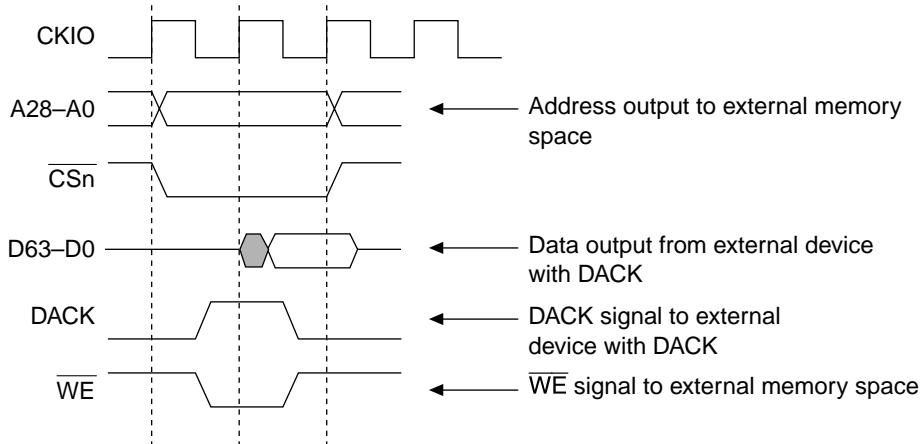 CKIO
A28–A0
Address output to external memory
space
CSn
D63–D0
Data output from external device
with DACK
DACK
DACK signal to external
device with DACK
WE
WE signal to external memory space